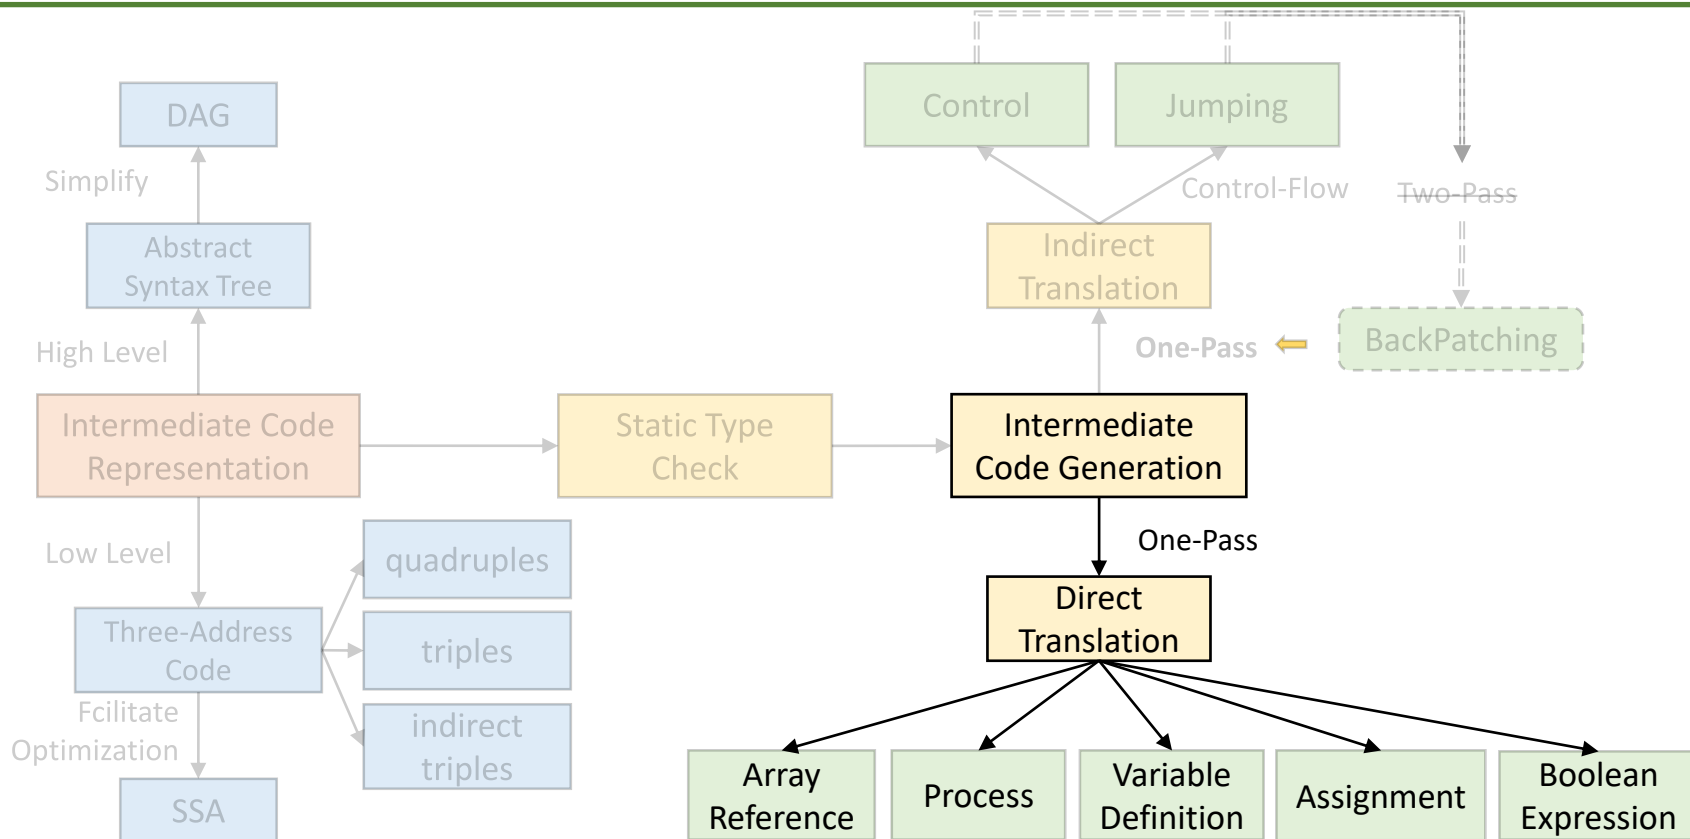 DAG
Simplify
Abstract
Syntax Tree
High Level
Intermediate Code
Representation
Low Level
Three-Address
Code
Fcilitate
Optimization
SSA
quadruples
triples
indirect
triples
Static Type
Check
Control
Jumping
Control-Flow
Two-Pass
Indirect
Translation
One-Pass
BackPatching
Intermediate
Code Generation
One-Pass
Direct
Translation
Array
Reference
Process
Variable
Definition
Assignment
Boolean
Expression